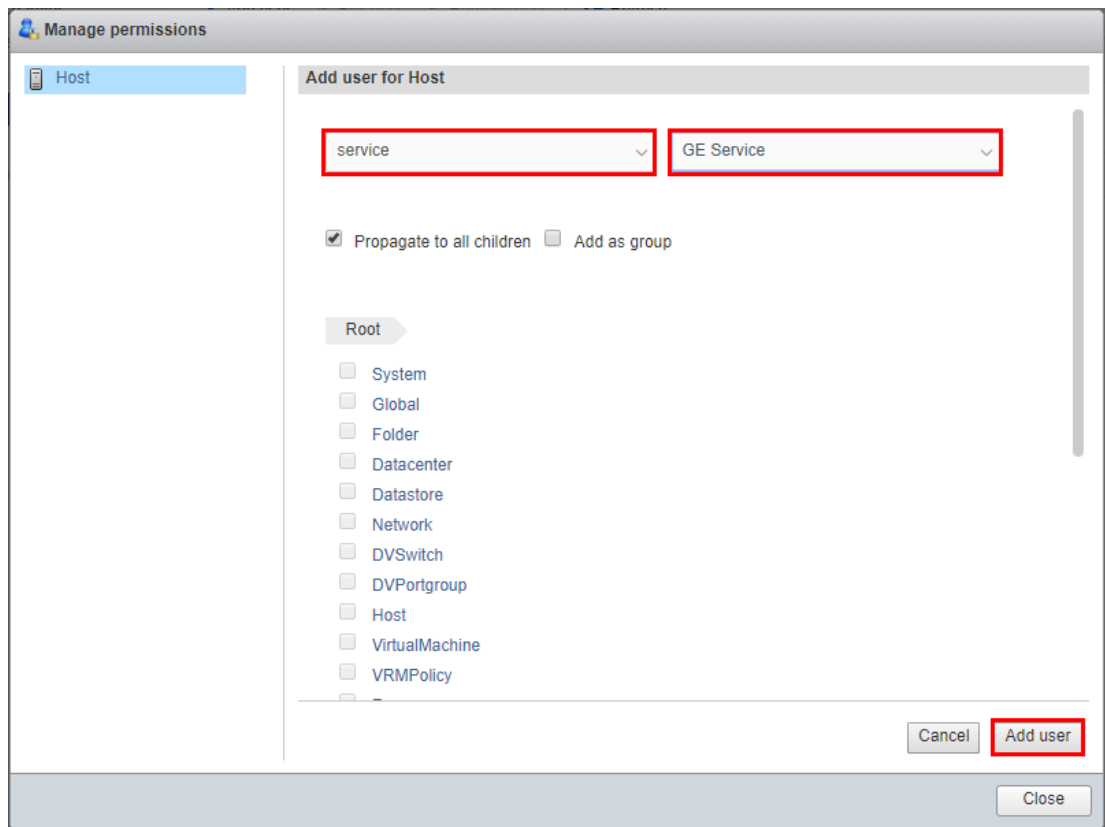 Manage permissions
Host
Add user for Host
service
GE Service
Propagate to all children
Add as group
Root
System
Global
Folder
Datacenter
Datastore
Network
DVSwitch
DVPortgroup
Host
VirtualMachine
VRMPolicy
Cancel
Add user
Close